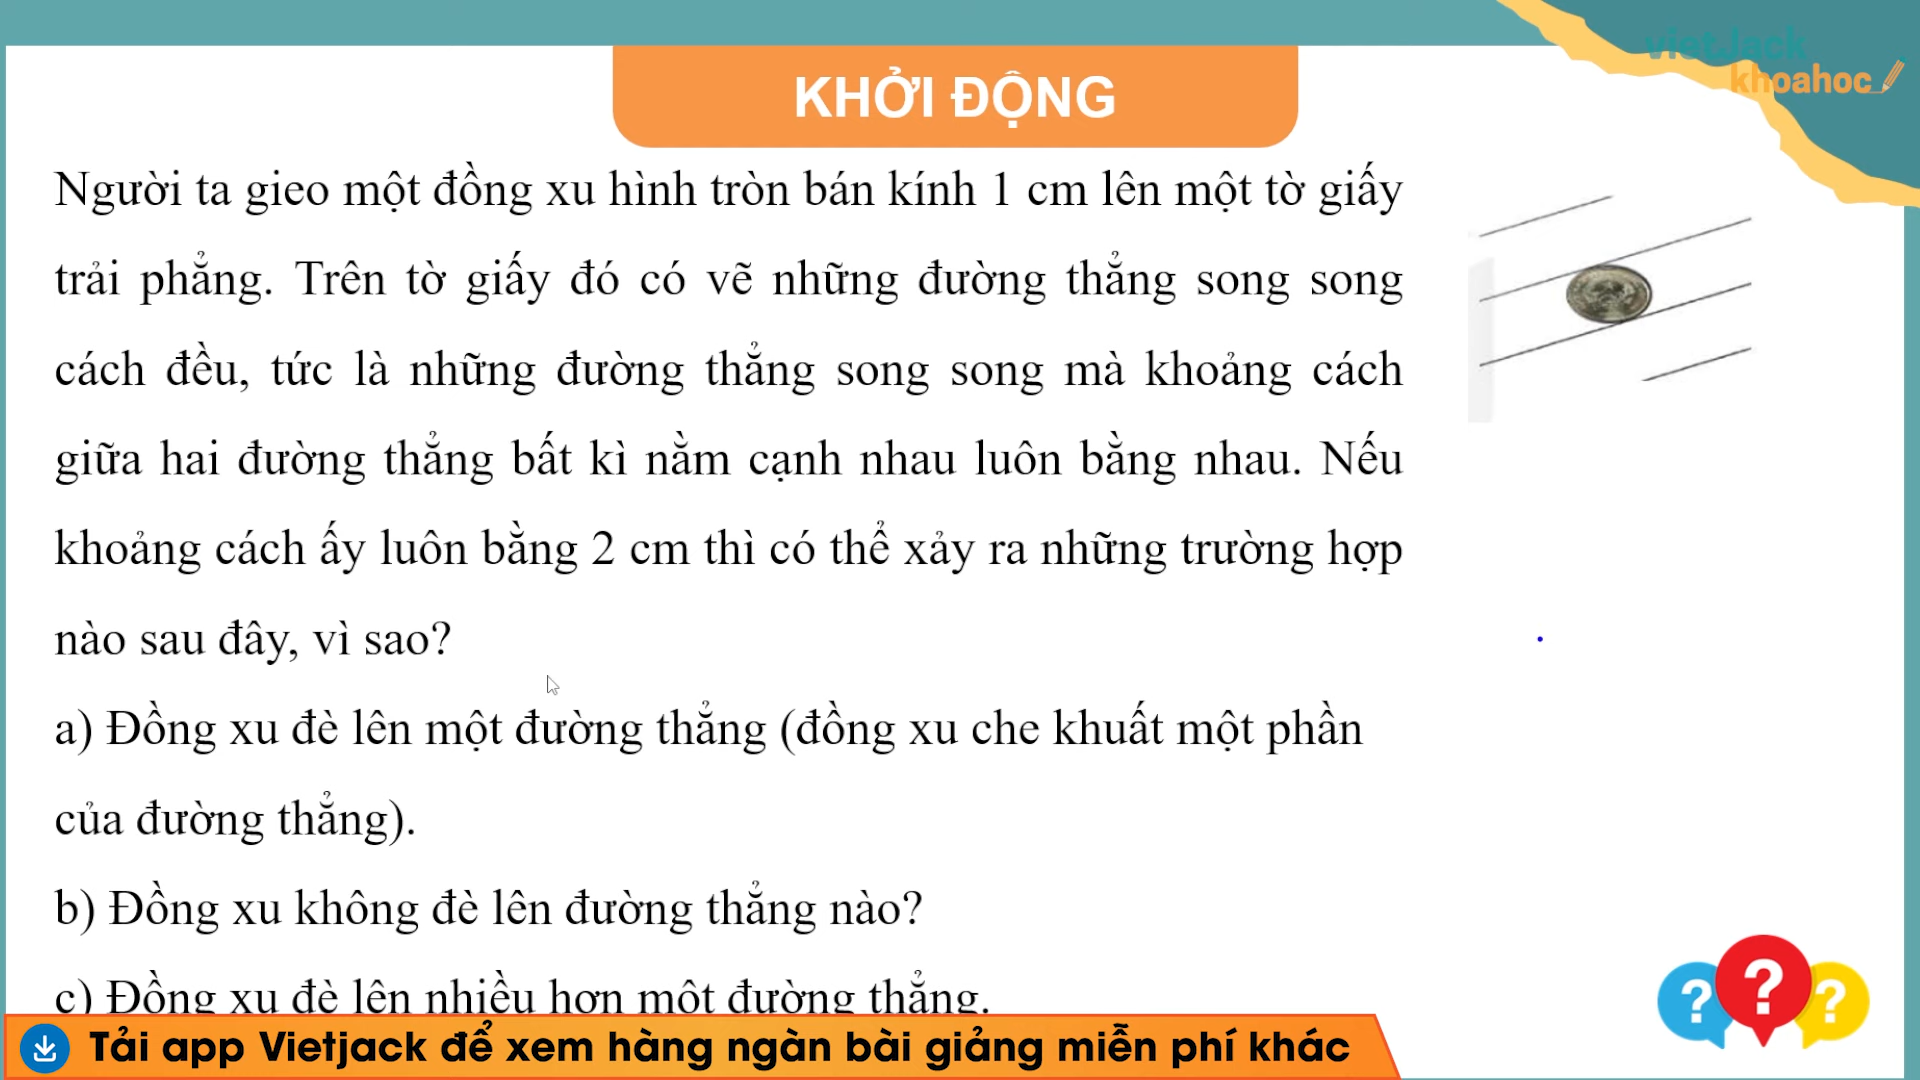 vietJack
khoahoc
KHỞI ĐỘNG
Người ta gieo một đồng xu hình tròn bán kính 1 cm lên một tờ giấy
trải phẳng. Trên tờ giấy đó có vẽ những đường thẳng song song
cách đều, tức là những đường thẳng song song mà khoảng cách
giữa hai đường thẳng bất kì nằm cạnh nhau luôn bằng nhau. Nếu
khoảng cách ấy luôn bằng 2 cm thì có thể xảy ra những trường hợp
nào sau đây, vì sao?
a) Đồng xu đè lên một đường thẳng (đồng xu che khuất một phần
của đường thẳng).
b) Đồng xu không đè lên đường thẳng nào?
c) Đồng xu đè lên nhiều hơn một đường thẳng.
? ? ?
Tải app Vietjack để xem hàng ngàn bài giảng miễn phí khác